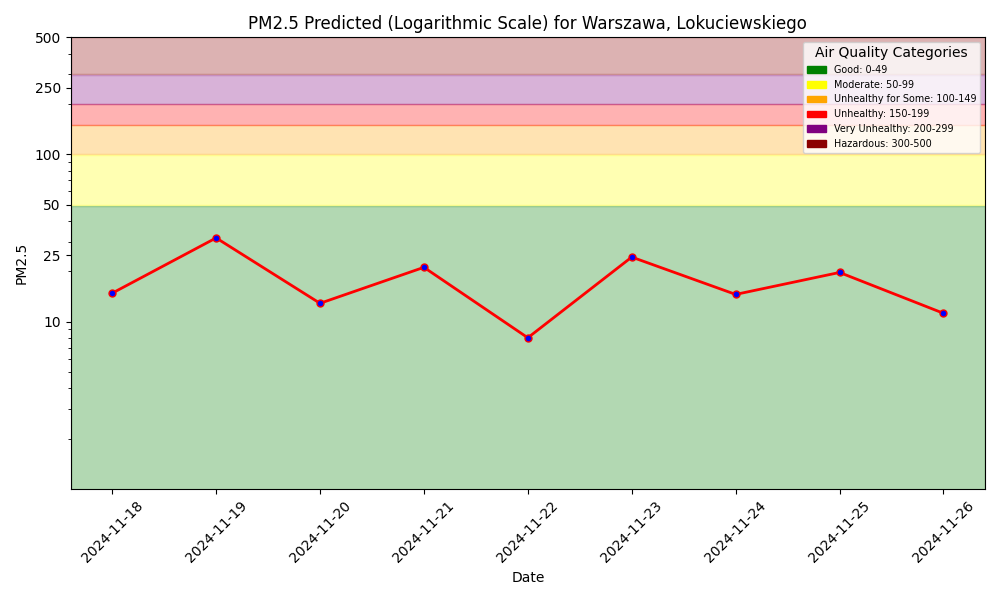 PM2.5 Predicted (Logarithmic Scale) for Warszawa, Lokuciewskiego
Air Quality Categories
Good: 0-49
Moderate: 50-99
Unhealthy for Some: 100-149
Unhealthy: 150-199
Very Unhealthy: 200-299
Hazardous: 300-500
500
250
100
50
25
10
PM2.5
2024-11-18
2024-11-19
2024-11-20
2024-11-21
2024-11-22
2024-11-23
2024-11-24
2024-11-25
2024-11-26
Date